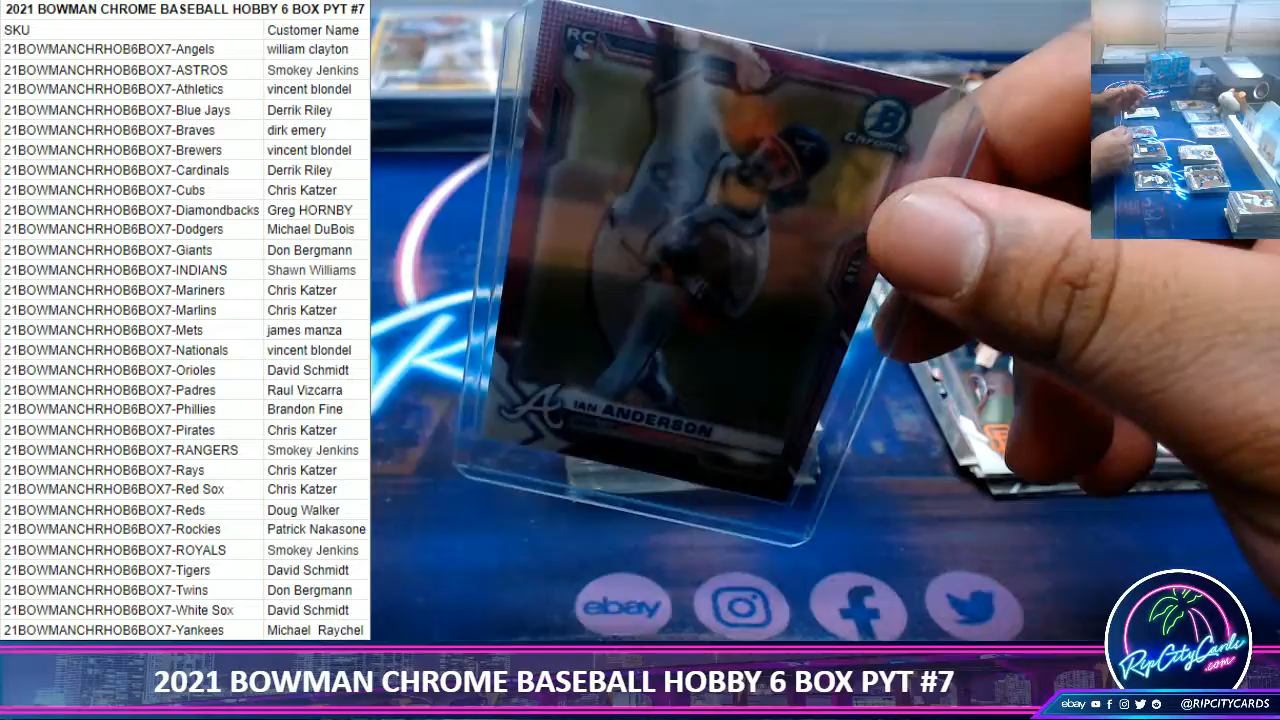 2021 BOWMAN CHROME BASEBALL HOBBY 6 BOX PYT #7
SKU Customer Name
21BOWMANCHRHOB6BOX7-Angels william clayton
21BOWMANCHRHOB6BOX7-ASTROS Smokey Jenkins
21BOWMANCHRHOB6BOX7-Athletics vincent blondel
21BOWMANCHRHOB6BOX7-Blue Jays Derrik Riley
21BOWMANCHRHOB6BOX7-Braves dirk emery
21BOWMANCHRHOB6BOX7-Brewers vincent blondel
21BOWMANCHRHOB6BOX7-Cardinals Derrik Riley
21BOWMANCHRHOB6BOX7-Cubs Chris Katzer
21BOWMANCHRHOB6BOX7-Diamondbacks Greg HORNBY
21BOWMANCHRHOB6BOX7-Dodgers Michael DuBois
21BOWMANCHRHOB6BOX7-Giants Don Bergmann
21BOWMANCHRHOB6BOX7-INDIANS Shawn Williams
21BOWMANCHRHOB6BOX7-Mariners Chris Katzer
21BOWMANCHRHOB6BOX7-Marlins Chris Katzer
21BOWMANCHRHOB6BOX7-Mets james manza
21BOWMANCHRHOB6BOX7-Nationals vincent blondel
21BOWMANCHRHOB6BOX7-Orioles David Schmidt
21BOWMANCHRHOB6BOX7-Padres Raul Vizcarra
21BOWMANCHRHOB6BOX7-Phillies Brandon Fine
21BOWMANCHRHOB6BOX7-Pirates Chris Katzer
21BOWMANCHRHOB6BOX7-RANGERS Smokey Jenkins
21BOWMANCHRHOB6BOX7-Rays Chris Katzer
21BOWMANCHRHOB6BOX7-Red Sox Chris Katzer
21BOWMANCHRHOB6BOX7-Reds Doug Walker
21BOWMANCHRHOB6BOX7-Rockies Patrick Nakasone
21BOWMANCHRHOB6BOX7-ROYALS Smokey Jenkins
21BOWMANCHRHOB6BOX7-Tigers David Schmidt
21BOWMANCHRHOB6BOX7-Twins Don Bergmann
21BOWMANCHRHOB6BOX7-White Sox David Schmidt
21BOWMANCHRHOB6BOX7-Yankees Michael Raychel
RC
B
CHROME
ATL
A IAN ANDERSON
ebay
RipCityCards
.com
2021 BOWMAN CHROME BASEBALL HOBBY 6 BOX PYT #7
ebay @RIPCITYCARDS